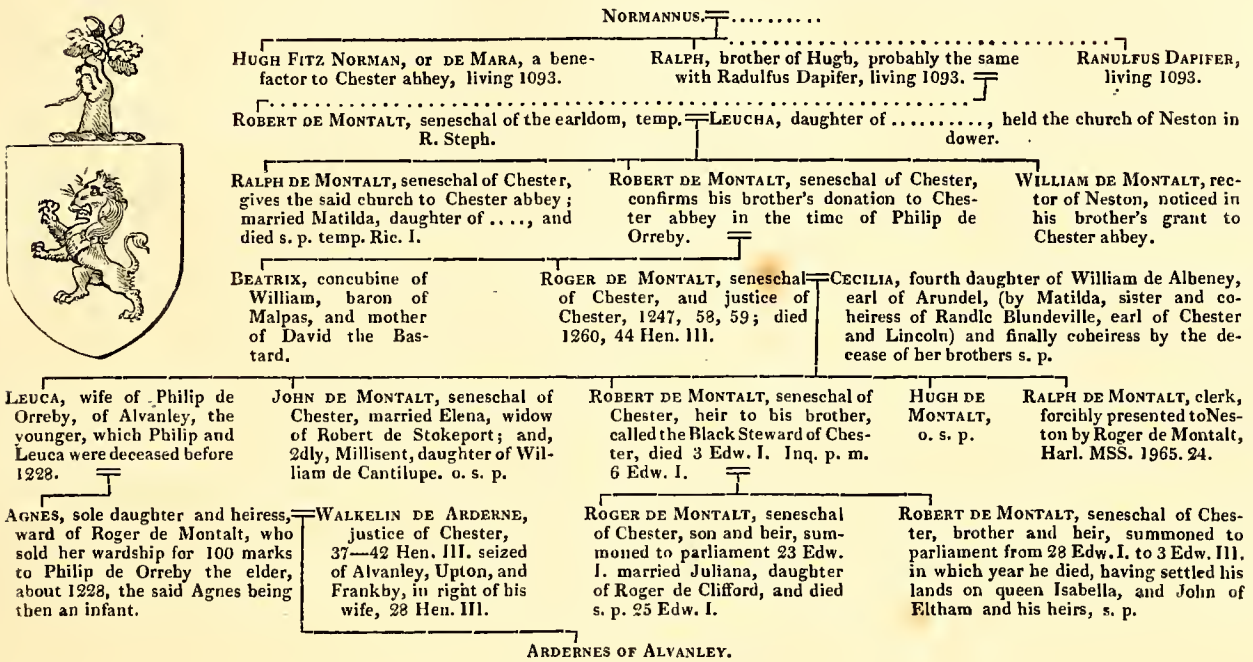 NORMANNUS. ..........
HUGH FITZ NORMAN, or DE MARA, a bene-
factor to Chester abbey, living 1093.
RALPH, brother of Hugh, probably the same
with Radulfus Dapifer, living 1093.
RANULFUS DAPIFER,
living 1093.
ROBERT DE MONTALT, seneschal of the earldom, temp.
R. Steph.
LEUCHA, daughter of .........., held the church of Neston in
dower.
RALPH DE MONTALT, seneschal of Chester,
gives the said church to Chester abbey;
married Matilda, daughter of ...., and
died s. p. temp. Ric. I.
ROBERT DE MONTALT, seneschal of Chester,
confirms his brother's donation to Ches-
ter abbey in the time of Philip de
Orreby.
WILLIAM DE MONTALT, rec-
tor of Neston, noticed in
his brother's grant to
Chester abbey.
BEATRIX, concubine of
William, baron of
Malpas, and mother
of David the Bas-
tard.
ROGER DE MONTALT, seneschal
of Chester, and justice of
Chester, 1247, 58, 59; died
1260, 44 Hen. III.
CECILIA, fourth daughter of William de Albeney,
earl of Arundel, (by Matilda, sister and co-
heiress of Randle Blundeville, earl of Chester
and Lincoln) and finally coheiress by the de-
cease of her brothers s. p.
LEUCA, wife of Philip de
Orreby, of Alvanley, the
younger, which Philip and
Leuca were deceased before
1228.
JOHN DE MONTALT, seneschal of
Chester, married Elena, widow
of Robert de Stokeport; and,
2dly, Millisent, daughter of Wil-
liam de Cantilupe. o. s. p.
ROBERT DE MONTALT, seneschal of
Chester, heir to his brother,
called the Black Steward of Ches-
ter, died 3 Edw. I. Inq. p. m.
6 Edw. I.
HUGH DE
MONTALT,
o. s. p.
RALPH DE MONTALT, clerk,
forcibly presented to Nes-
ton by Roger de Montalt,
Harl. MSS. 1965. 24.
AGNES, sole daughter and heiress,
ward of Roger de Montalt, who
sold her wardship for 100 marks
to Philip de Orreby the elder,
about 1228, the said Agnes being
then an infant.
WALKELIN DE ARDERNE,
justice of Chester,
37—42 Hen. III. seized
of Alvanley, Upton, and
Frankby, in right of his
wife, 28 Hen. III.
ROGER DE MONTALT, seneschal
of Chester, son and heir, sum-
moned to parliament 23 Edw.
I. married Juliana, daughter
of Roger de Clifford, and died
s. p. 25 Edw. I.
ROBERT DE MONTALT, seneschal of Ches-
ter, brother and heir, summoned to
parliament from 28 Edw. I. to 3 Edw. III.
in which year he died, having settled his
lands on queen Isabella, and John of
Eltham and his heirs, s. p.
ARDERNES OF ALVANLEY.